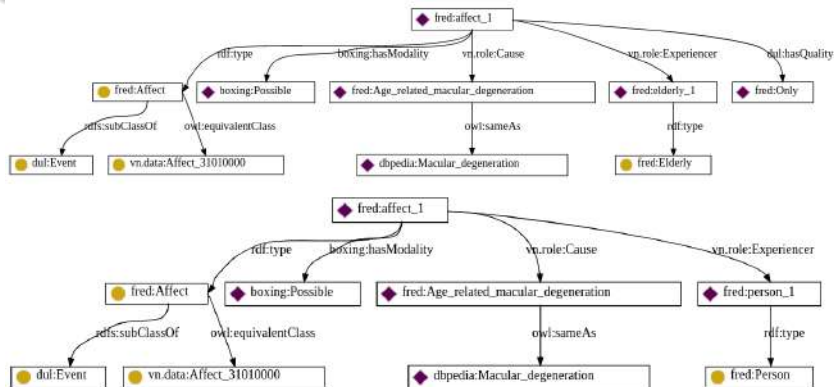 fred:affect_1
rdf:type boxing:hasModality vn.role:Cause vn.role:Experiencer dul:hasQuality
fred:Affect boxing:Possible fred:Age_related_macular_degeneration fred:elderly_1 fred:Only
rdfs:subClassOf owl:equivalentClass owl:sameAs rdf:type
dul:Event vn.data:Affect_31010000 dbpedia:Macular_degeneration fred:Elderly
fred:affect_1
rdf:type boxing:hasModality vn.role:Cause vn.role:Experiencer
fred:Affect boxing:Possible fred:Age_related_macular_degeneration fred:person_1
rdfs:subClassOf owl:equivalentClass owl:sameAs rdf:type
dul:Event vn.data:Affect_31010000 dbpedia:Macular_degeneration fred:Person